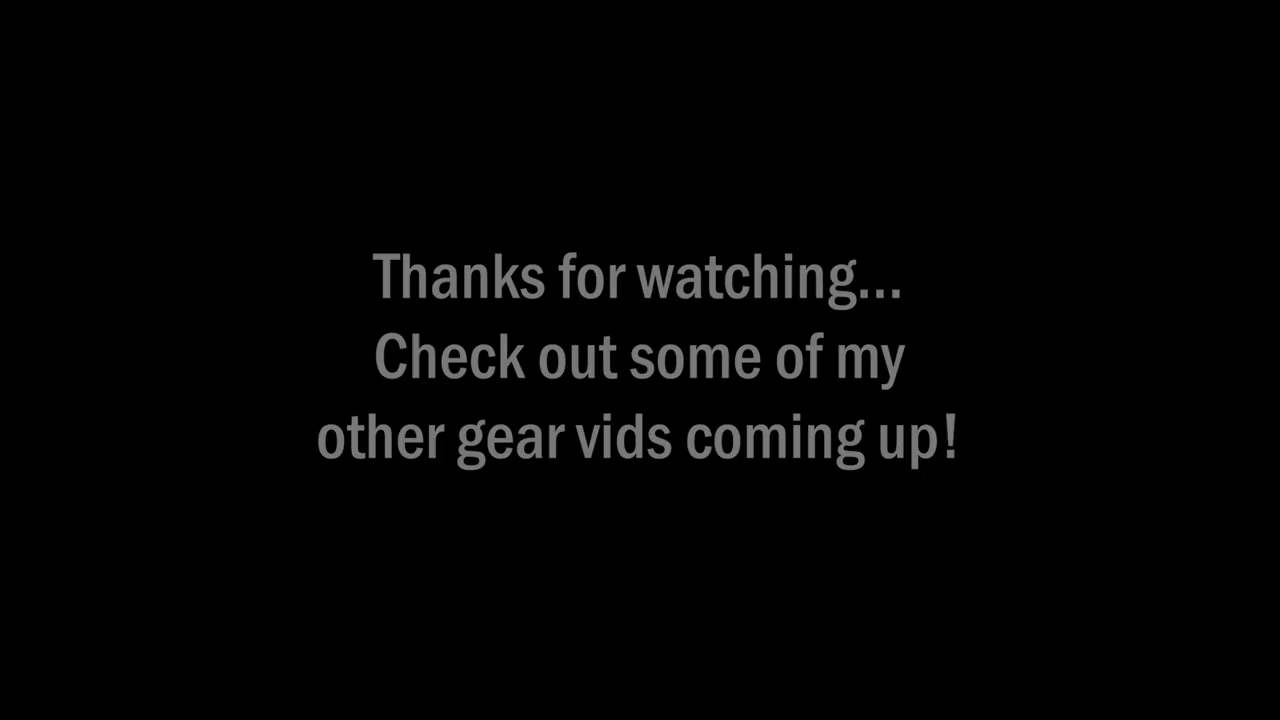 Thanks for watching...
Check out some of my
other gear vids coming up!